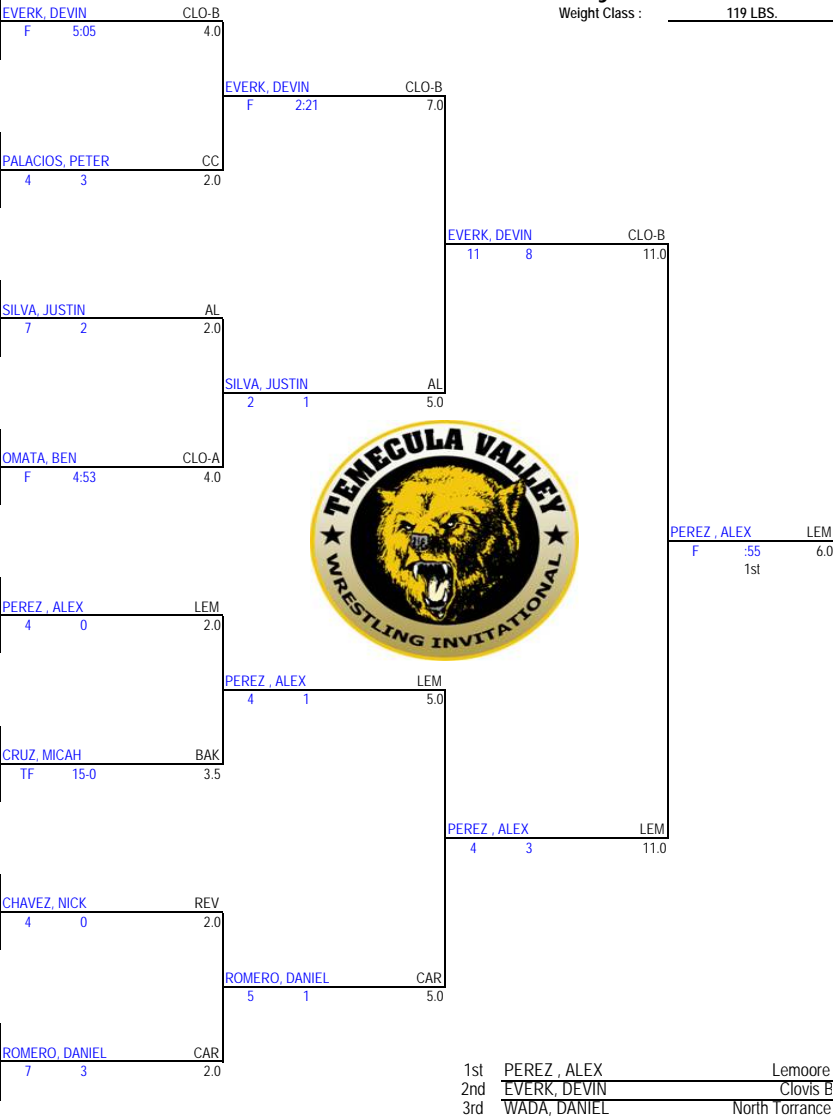 Weight Class : 119 LBS.
EVERK, DEVIN CLO-B
F 5:05 4.0
EVERK, DEVIN CLO-B
F 2:21 7.0
PALACIOS, PETER CC
4 3 2.0
EVERK, DEVIN CLO-B
11 8 11.0
SILVA, JUSTIN AL
7 2 2.0
SILVA, JUSTIN AL
2 1 5.0
OMATA, BEN CLO-A
F 4:53 4.0
TEMECULA VALLEY
WRESTLING INVITATIONAL
PEREZ , ALEX LEM
F :55 6.0
1st
PEREZ , ALEX LEM
4 0 2.0
PEREZ , ALEX LEM
4 1 5.0
CRUZ, MICAH BAK
TF 15-0 3.5
PEREZ , ALEX LEM
4 3 11.0
CHAVEZ, NICK REV
4 0 2.0
ROMERO, DANIEL CAR
5 1 5.0
ROMERO, DANIEL CAR
7 3 2.0
1st PEREZ , ALEX Lemoore
2nd EVERK, DEVIN Clovis B
3rd WADA, DANIEL North Torrance